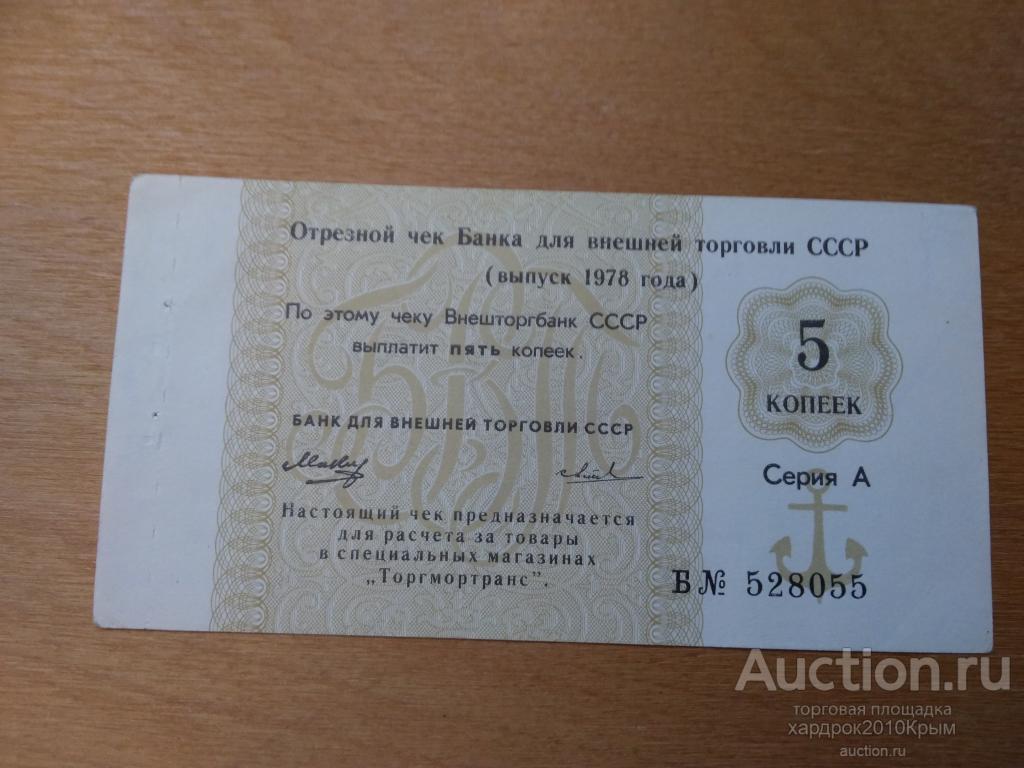 Отрезной чек Банка для внешней торговли СССР
(выпуск 1978 года)
По этому чеку Внешторгбанк СССР
выплатит пять копеек.
5
КОПЕЕК
БАНК ДЛЯ ВНЕШНЕЙ ТОРГОВЛИ СССР
Серия А
Настоящий чек предназначается
для расчета за товары
в специальных магазинах
„Торгмортранс".
Б № 528055
Auction.ru
торговая площадка
хардрок2010Крым
auction.ru